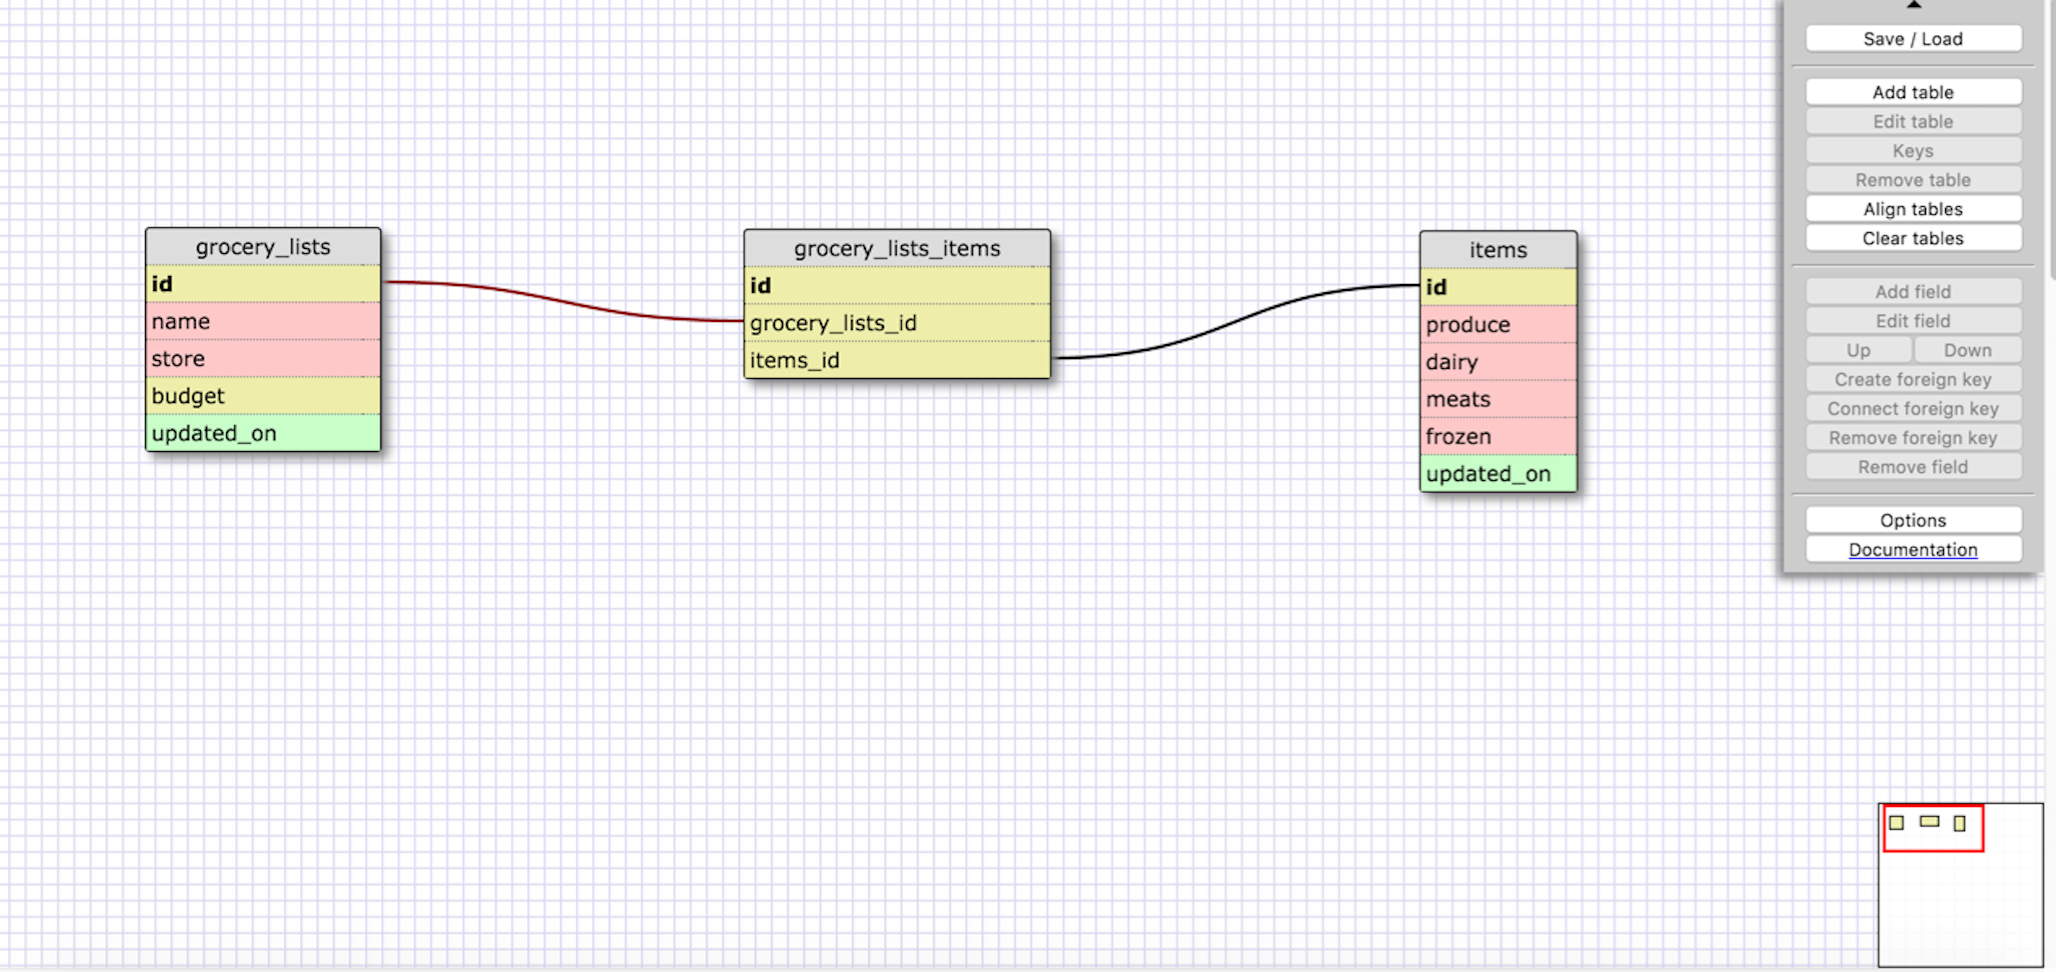 grocery_lists
id
name
store
budget
updated_on
grocery_lists_items
id
grocery_lists_id
items_id
items
id
produce
dairy
meats
frozen
updated_on
Save / Load
Add table
Edit table
Keys
Remove table
Align tables
Clear tables
Add field
Edit field
Up Down
Create foreign key
Connect foreign key
Remove foreign key
Remove field
Options
Documentation